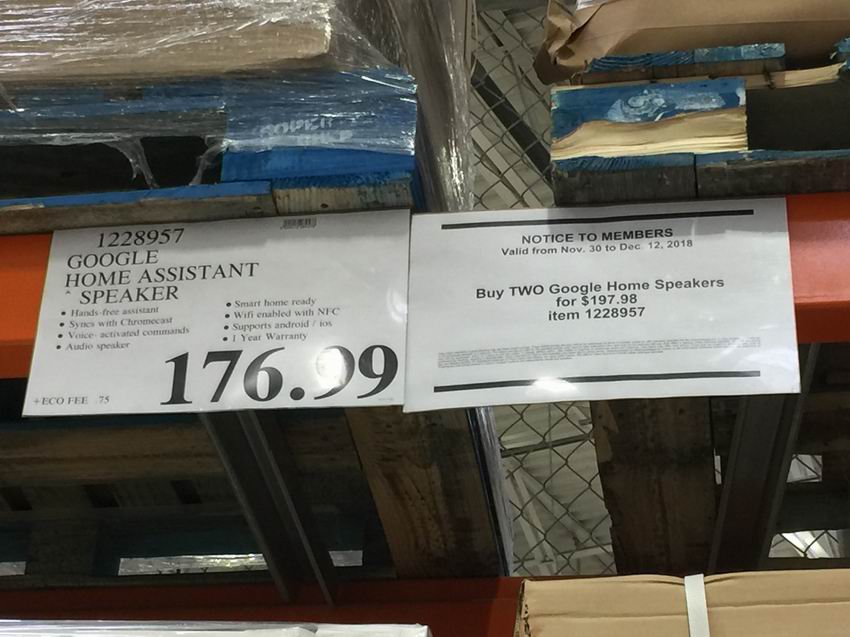 1228957
GOOGLE
HOME ASSISTANT
^ SPEAKER
• Hands-free assistant
• Syncs with Chromecast
• Voice- activated commands
• Audio speaker
• Smart home ready
• Wifi enabled with NFC
• Supports android / ios
• 1 Year Warranty
176.99
+ECO FEE .75
NOTICE TO MEMBERS
Valid from Nov. 30 to Dec. 12, 2018
Buy TWO Google Home Speakers
for $197.98
item 1228957